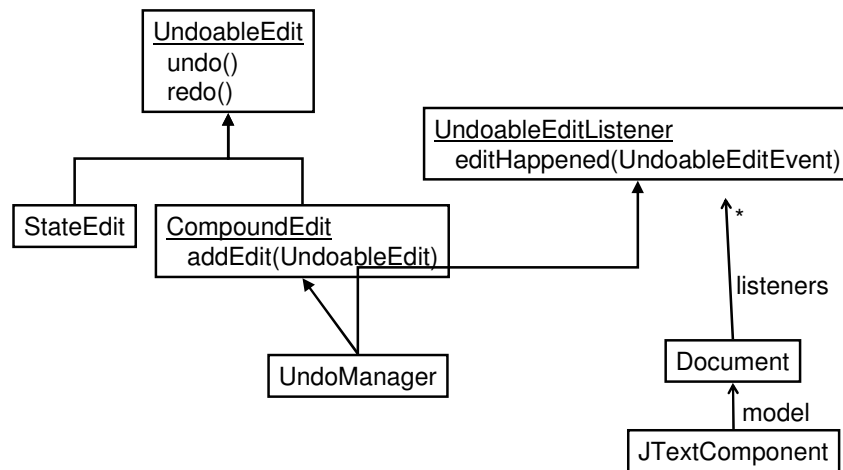 UndoableEdit
undo()
redo()
UndoableEditListener
editHappened(UndoableEditEvent)
StateEdit
CompoundEdit
addEdit(UndoableEdit)
*
listeners
UndoManager
Document
model
JTextComponent